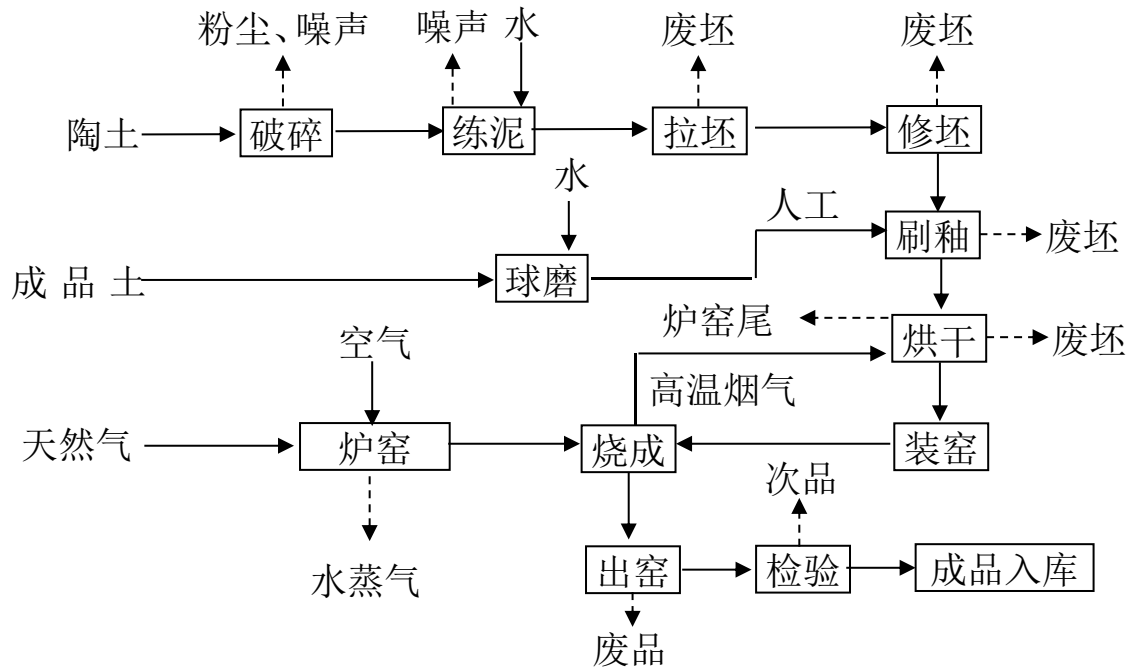 粉尘、噪声
噪声 水
废坯
废坯
陶土
破碎
练泥
拉坯
修坯
水
人工
刷釉
废坯
成品土
球磨
炉窑尾
烘干
废坯
空气
高温烟气
天然气
炉窑
烧成
装窑
次品
水蒸气
出窑
检验
成品入库
废品